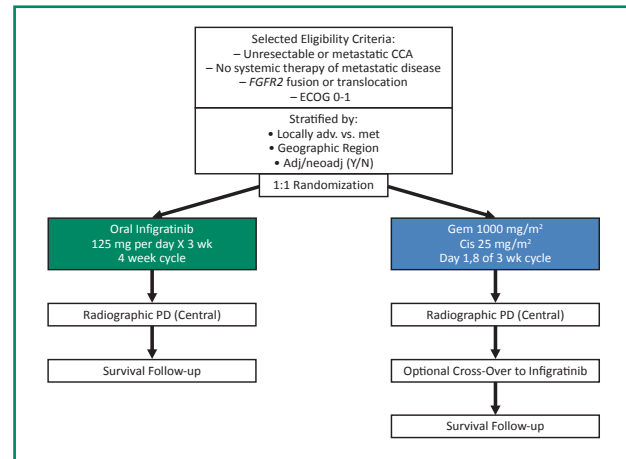 Selected Eligibility Criteria:
– Unresectable or metastatic CCA
– No systemic therapy of metastatic disease
– FGFR2 fusion or translocation
– ECOG 0-1
Stratified by:
• Locally adv. vs. met
• Geographic Region
• Adj/neoadj (Y/N)
1:1 Randomization
Oral Infigratinib
125 mg per day X 3 wk
4 week cycle
Gem 1000 mg/m²
Cis 25 mg/m²
Day 1,8 of 3 wk cycle
Radiographic PD (Central)
Radiographic PD (Central)
Survival Follow-up
Optional Cross-Over to Infigratinib
Survival Follow-up